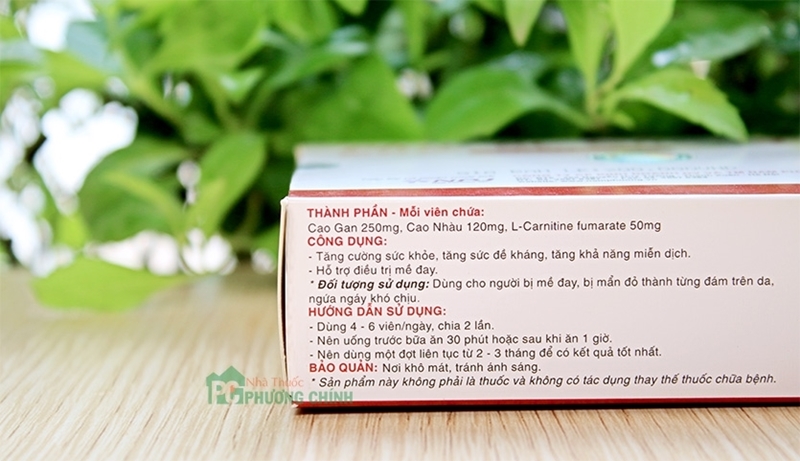 THÀNH PHẦN - Mỗi viên chứa:
Cao Gan 250mg, Cao Nhàu 120mg, L-Carnitine fumarate 50mg
CÔNG DỤNG:
- Tăng cường sức khỏe, tăng sức đề kháng, tăng khả năng miễn dịch.
- Hỗ trợ điều trị mề đay.
* Đối tượng sử dụng: Dùng cho người bị mề đay, bị mẩn đỏ thành từng đám trên da,
ngứa ngáy khó chịu.
HƯỚNG DẪN SỬ DỤNG:
- Dùng 4 - 6 viên/ngày, chia 2 lần.
- Nên uống trước bữa ăn 30 phút hoặc sau khi ăn 1 giờ.
- Nên dùng một đợt liên tục từ 2 - 3 tháng để có kết quả tốt nhất.
BẢO QUẢN: Nơi khô mát, tránh ánh sáng.
* Sản phẩm này không phải là thuốc và không có tác dụng thay thế thuốc chữa bệnh.
Nhà Thuốc
PHƯƠNG CHÍNH